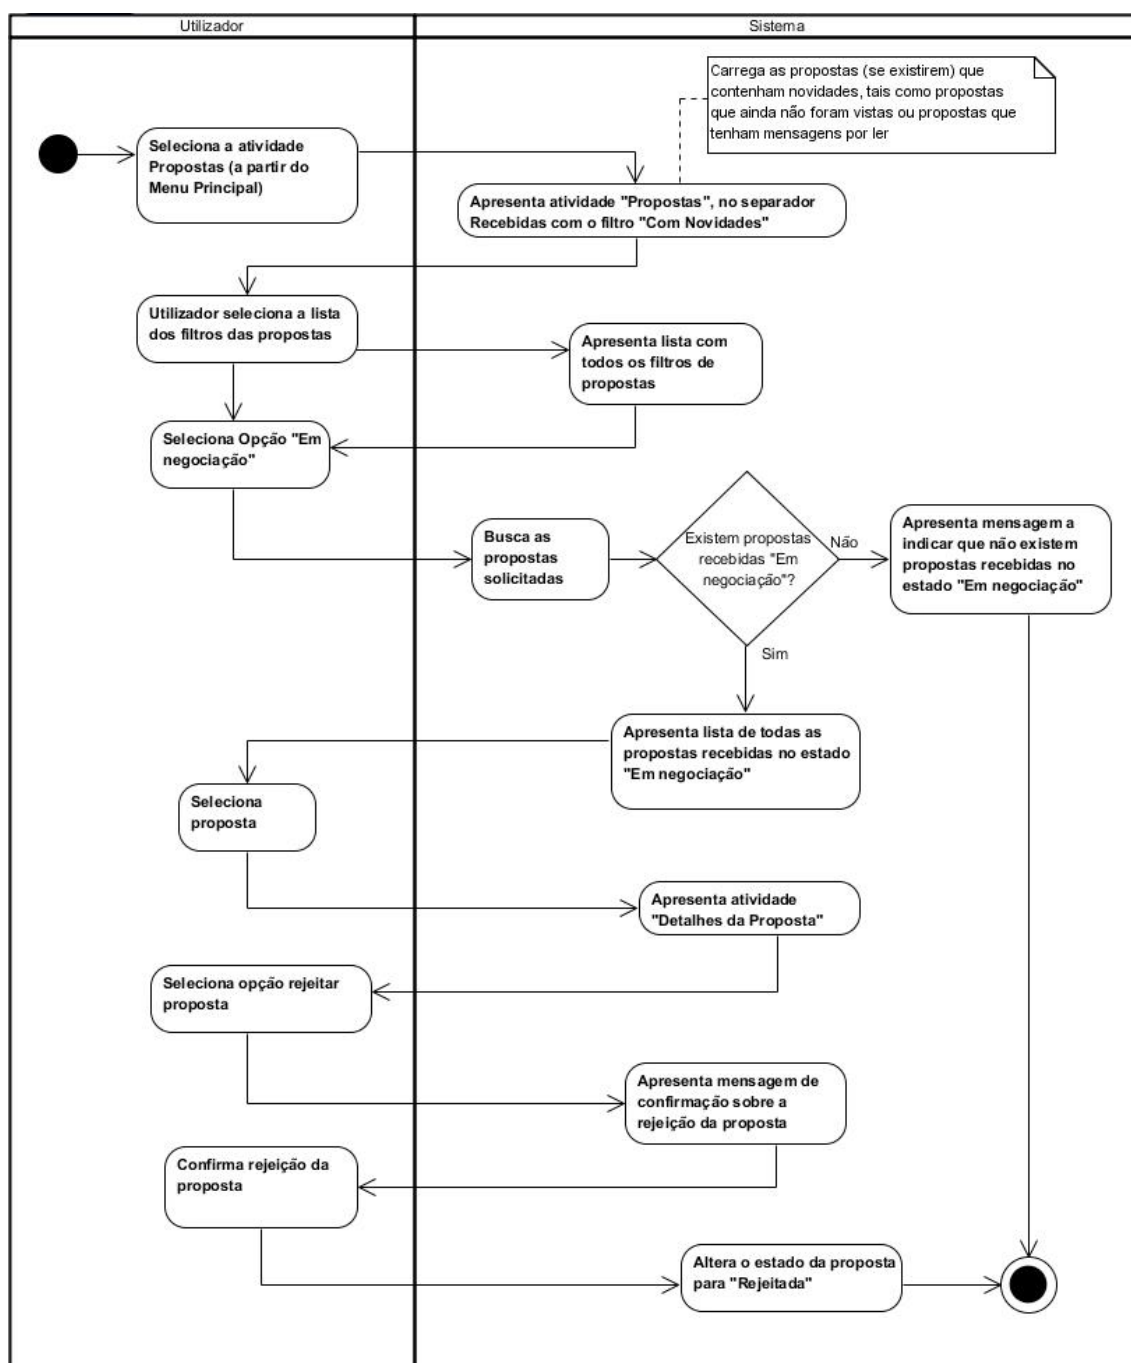 Utilizador
Sistema
Carrega as propostas (se existirem) que
contenham novidades, tais como propostas
que ainda não foram vistas ou propostas que
tenham mensagens por ler
Seleciona a atividade
Propostas (a partir do
Menu Principal)
Apresenta atividade "Propostas", no separador
Recebidas com o filtro "Com Novidades"
Utilizador seleciona a lista
dos filtros das propostas
Apresenta lista com
todos os filtros de
propostas
Seleciona Opção "Em
negociação"
Busca as
propostas
solicitadas
Existem propostas
recebidas "Em
negociação"?
Não
Apresenta mensagem a
indicar que não existem
propostas recebidas no
estado "Em negociação"
Sim
Apresenta lista de todas as
propostas recebidas no estado
"Em negociação"
Seleciona
proposta
Apresenta atividade
"Detalhes da Proposta"
Seleciona opção rejeitar
proposta
Apresenta mensagem de
confirmação sobre a
rejeição da proposta
Confirma rejeição da
proposta
Altera o estado da proposta
para "Rejeitada"